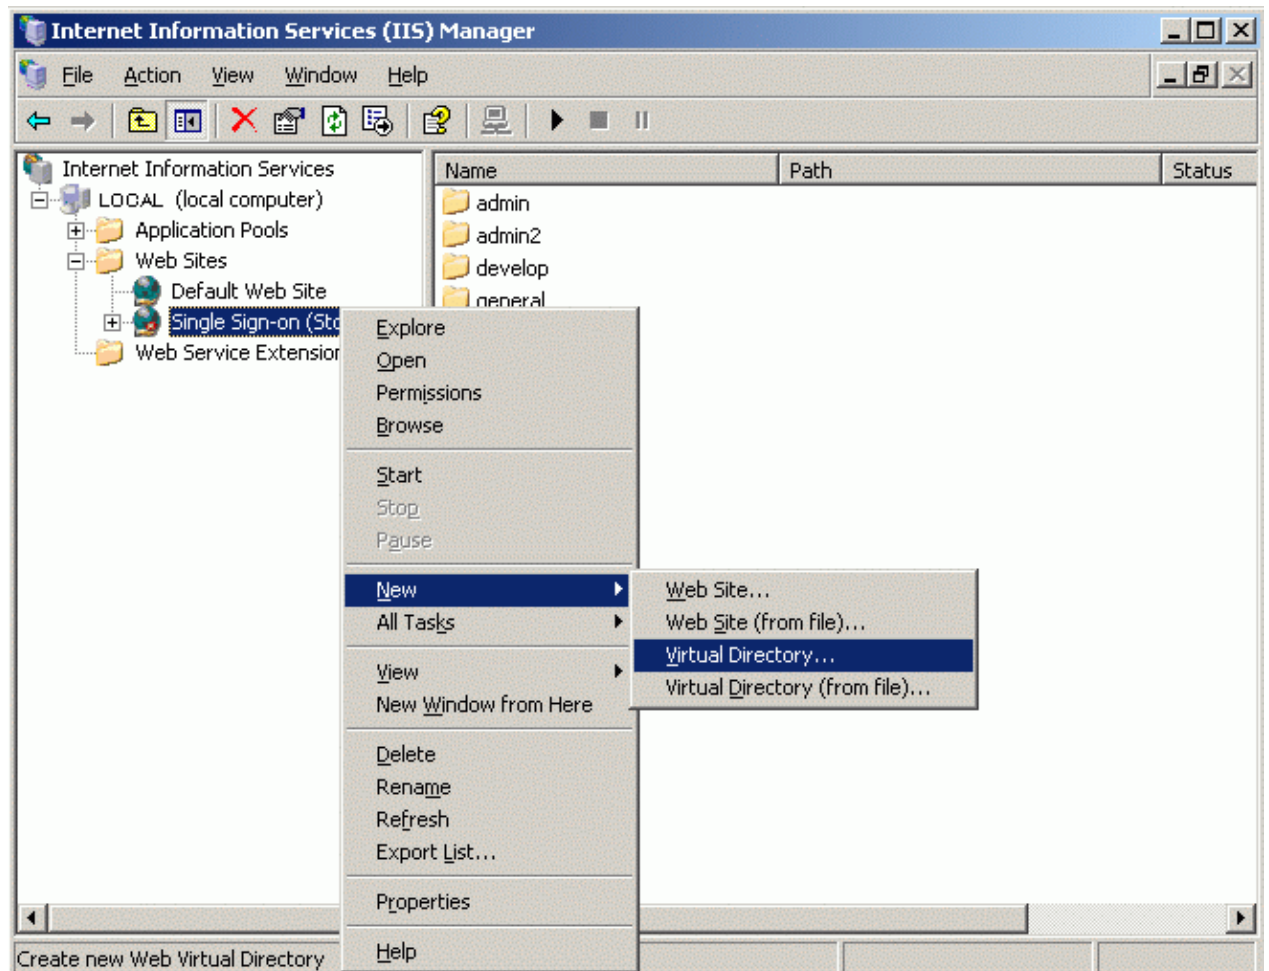 Internet Information Services (IIS) Manager
File Action View Window Help
Internet Information Services
LOCAL (local computer)
Application Pools
Web Sites
Default Web Site
Single Sign-on (Sto
Web Service Extension
Name Path Status
admin
admin2
develop
general
Explore
Open
Permissions
Browse
Start
Stop
Pause
New
All Tasks
View
New Window from Here
Delete
Rename
Refresh
Export List...
Properties
Help
Web Site...
Web Site (from file)...
Virtual Directory...
Virtual Directory (from file)...
Create new Web Virtual Directory